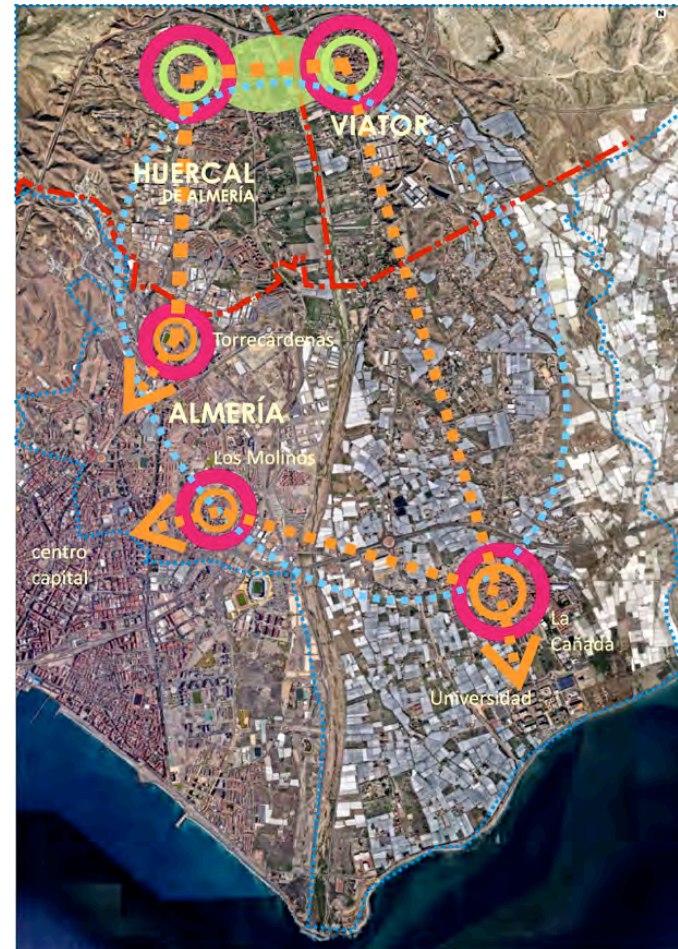 N
VIATOR
HUERCAL
DE ALMERÍA
Torrecárdenas
ALMERÍA
Los Molinos
centro
capital
La
Cañada
Universidad